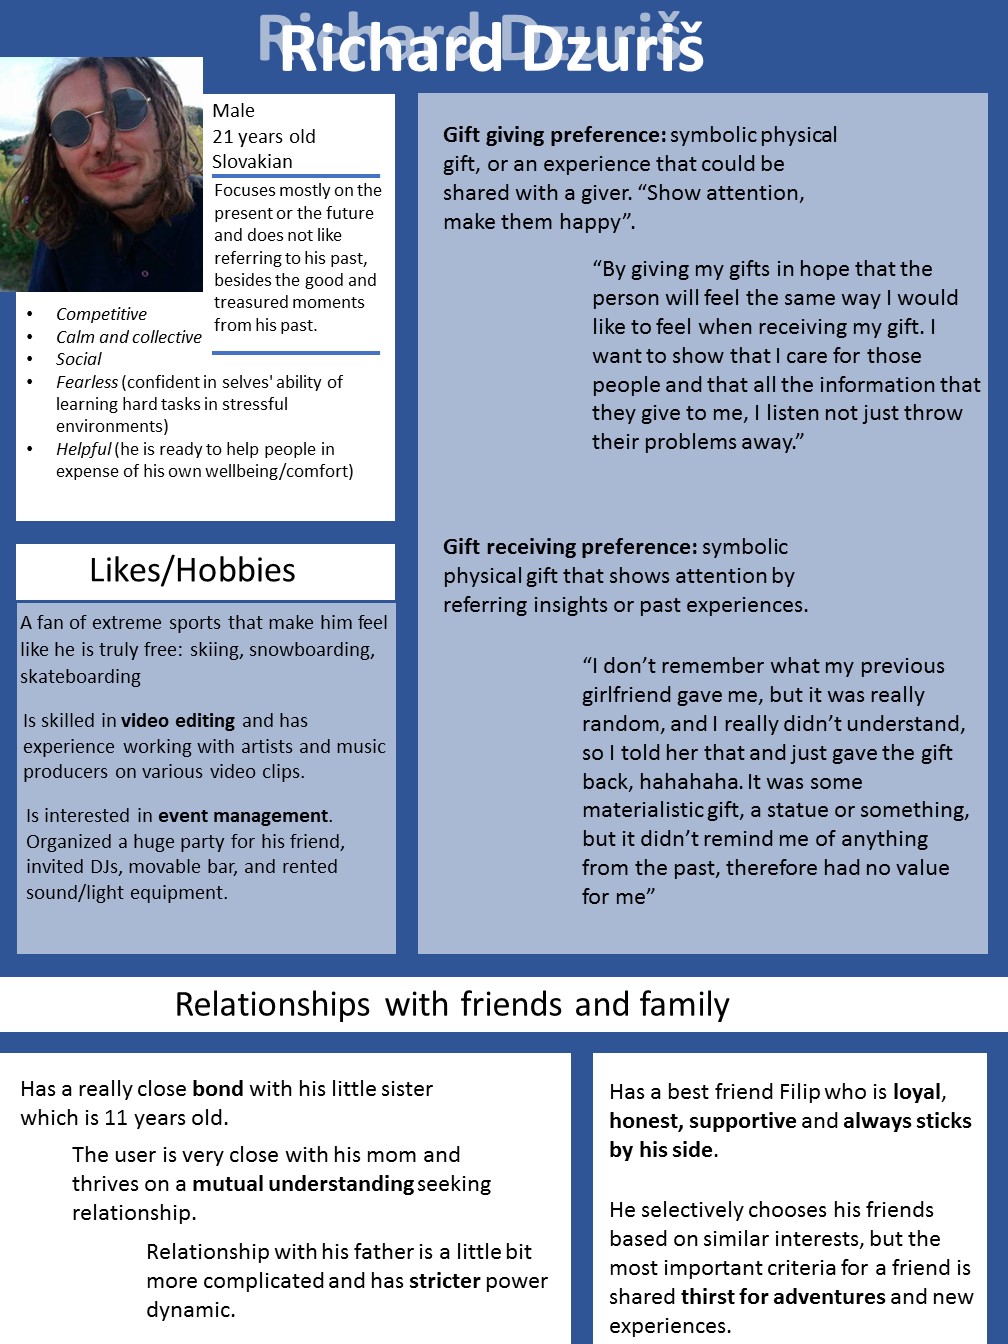 Richard Dzuriš
Richard Dzuriš
Male
21 years old
Slovakian
Focuses mostly on the
present or the future
and does not like
referring to his past,
besides the good and
treasured moments
from his past.
• Competitive
• Calm and collective
• Social
• Fearless (confident in selves' ability of
learning hard tasks in stressful
environments)
• Helpful (he is ready to help people in
expense of his own wellbeing/comfort)
Likes/Hobbies
A fan of extreme sports that make him feel
like he is truly free: skiing, snowboarding,
skateboarding
Is skilled in video editing and has
experience working with artists and music
producers on various video clips.
Is interested in event management.
Organized a huge party for his friend,
invited DJs, movable bar, and rented
sound/light equipment.
Gift giving preference: symbolic physical
gift, or an experience that could be
shared with a giver. “Show attention,
make them happy”.
“By giving my gifts in hope that the
person will feel the same way I would
like to feel when receiving my gift. I
want to show that I care for those
people and that all the information that
they give to me, I listen not just throw
their problems away.”
Gift receiving preference: symbolic
physical gift that shows attention by
referring insights or past experiences.
“I don’t remember what my previous
girlfriend gave me, but it was really
random, and I really didn’t understand,
so I told her that and just gave the gift
back, hahahaha. It was some
materialistic gift, a statue or something,
but it didn’t remind me of anything
from the past, therefore had no value
for me”
Relationships with friends and family
Has a really close bond with his little sister
which is 11 years old.
The user is very close with his mom and
thrives on a mutual understanding seeking
relationship.
Relationship with his father is a little bit
more complicated and has stricter power
dynamic.
Has a best friend Filip who is loyal,
honest, supportive and always sticks
by his side.
He selectively chooses his friends
based on similar interests, but the
most important criteria for a friend is
shared thirst for adventures and new
experiences.